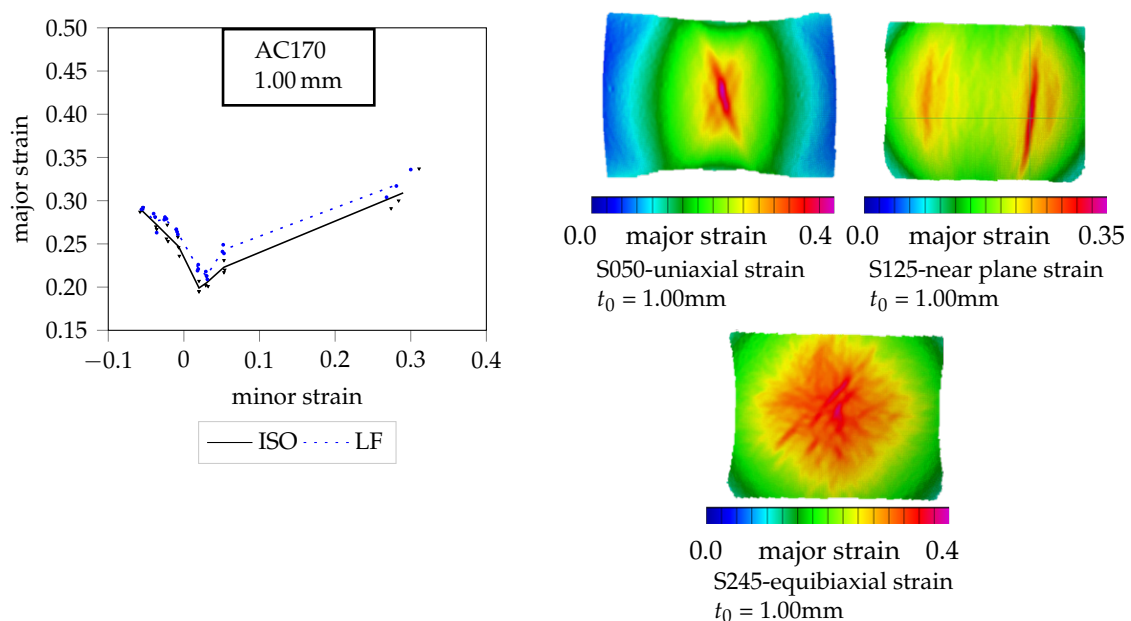 0.50
0.45
0.40
0.35
0.30
0.25
0.20
0.15
major strain
AC170
1.00 mm
−0.1 0 0.1 0.2 0.3 0.4
minor strain
ISO LF
0.0 major strain 0.4
S050-uniaxial strain
t0 = 1.00mm
0.0 major strain 0.35
S125-near plane strain
t0 = 1.00mm
0.0 major strain 0.4
S245-equibiaxial strain
t0 = 1.00mm